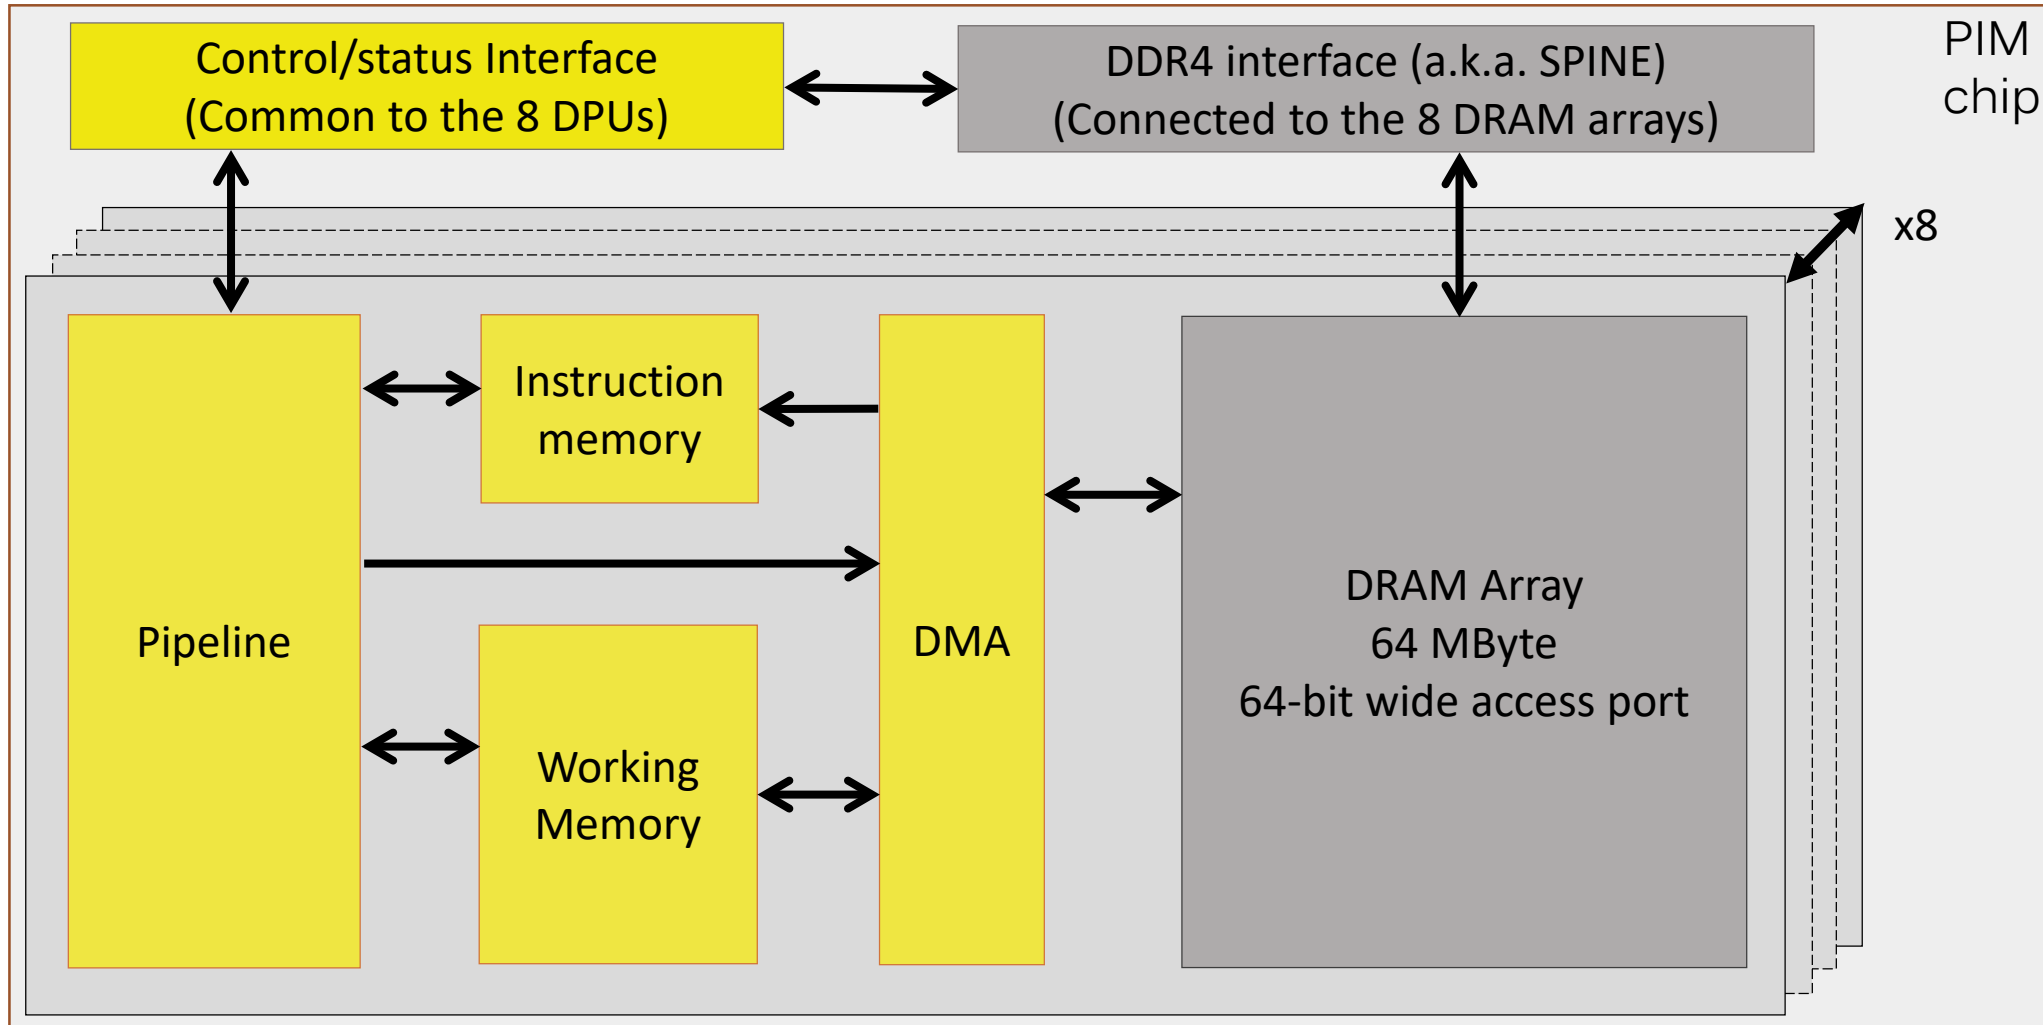 Control/status Interface
(Common to the 8 DPUs)
DDR4 interface (a.k.a. SPINE)
(Connected to the 8 DRAM arrays)
PIM
chip
x8
Pipeline
Instruction
memory
Working
Memory
DMA
DRAM Array
64 MByte
64-bit wide access port